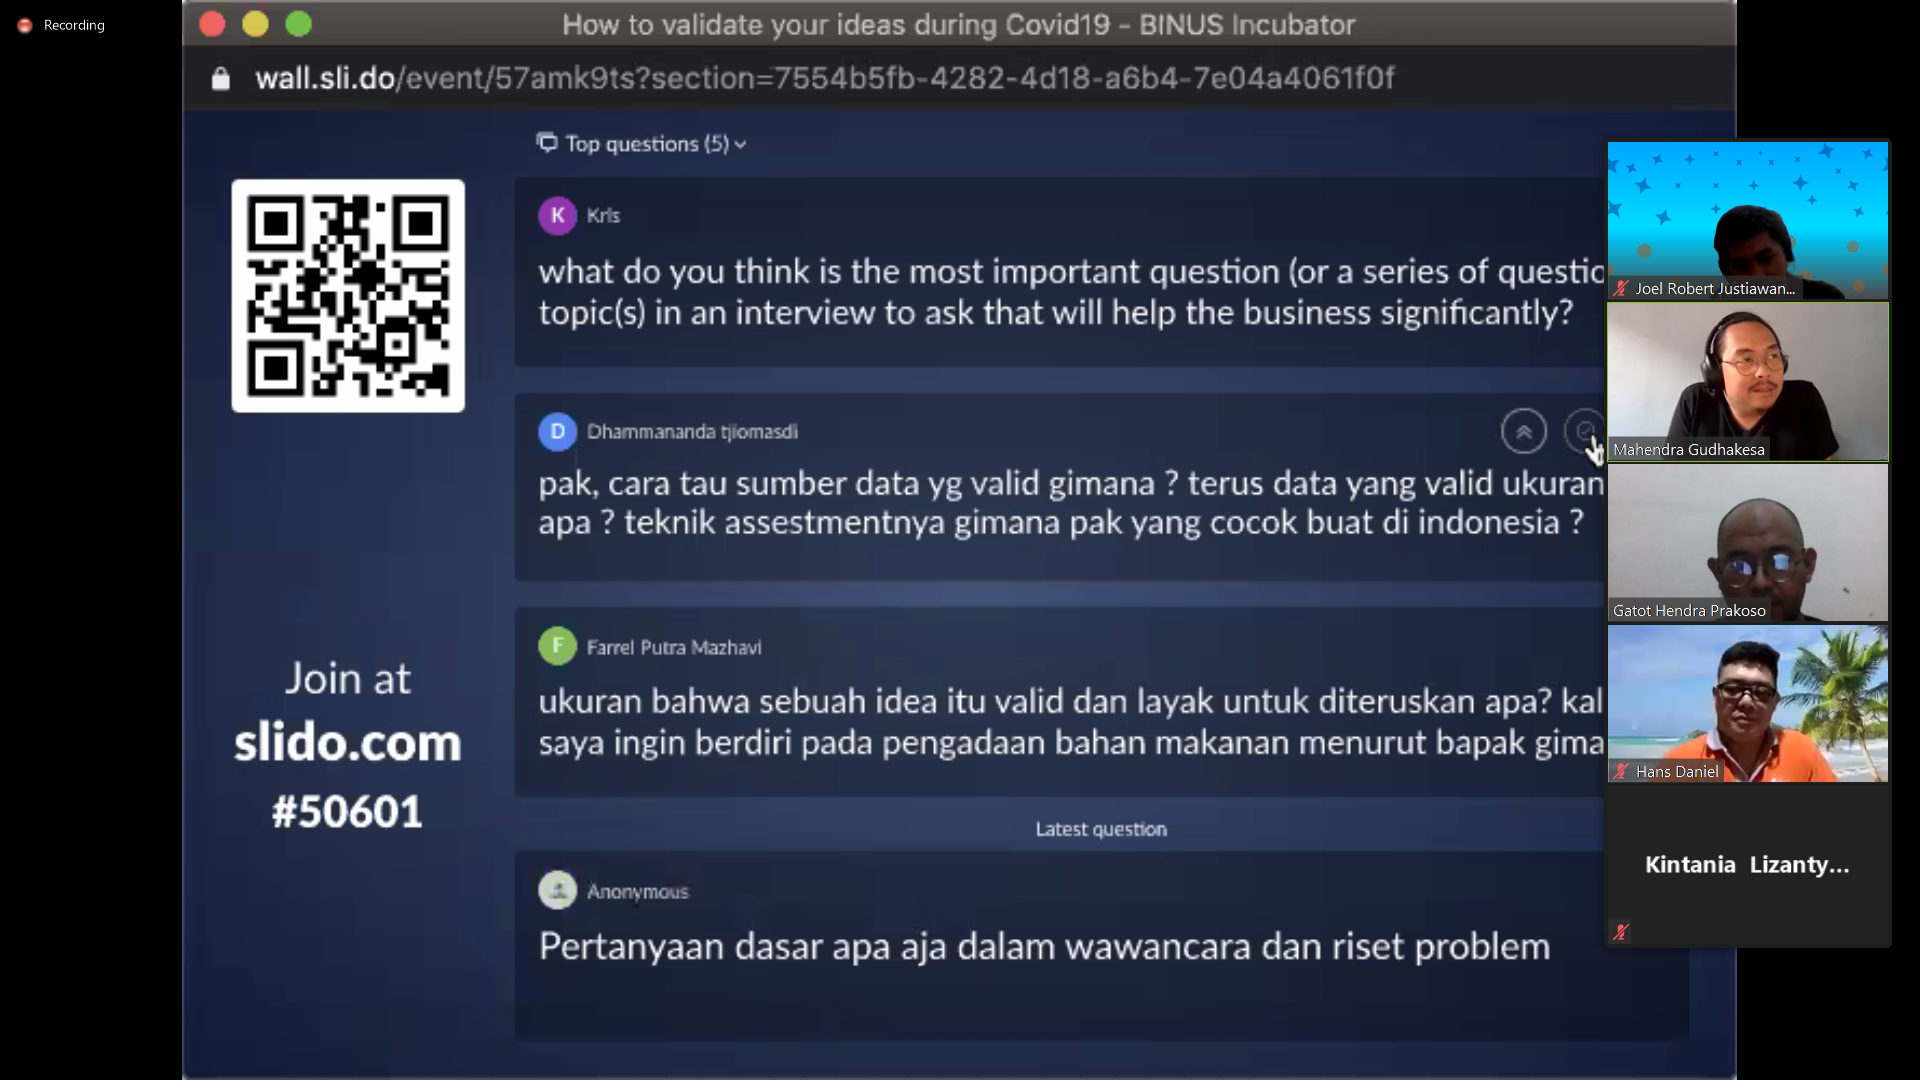 Recording
How to validate your ideas during Covid19 - BINUS Incubator
wall.sli.do/event/57amk9ts?section=7554b5fb-4282-4d18-a6b4-7e04a4061f0f
Top questions (5)
K Kris
what do you think is the most important question (or a series of questio
topic(s) in an interview to ask that will help the business significantly?
D Dhammananda tjiomasdi
pak, cara tau sumber data yg valid gimana ? terus data yang valid ukuran
apa ? teknik assestmentnya gimana pak yang cocok buat di indonesia ?
F Farrel Putra Mazhavi
ukuran bahwa sebuah idea itu valid dan layak untuk diteruskan apa? kal
saya ingin berdiri pada pengadaan bahan makanan menurut bapak gima
Latest question
Anonymous
Pertanyaan dasar apa aja dalam wawancara dan riset problem
Join at
slido.com
#50601
Joel Robert Justiawan...
Mahendra Gudhakesa
Gatot Hendra Prakoso
Hans Daniel
Kintania Lizanty...